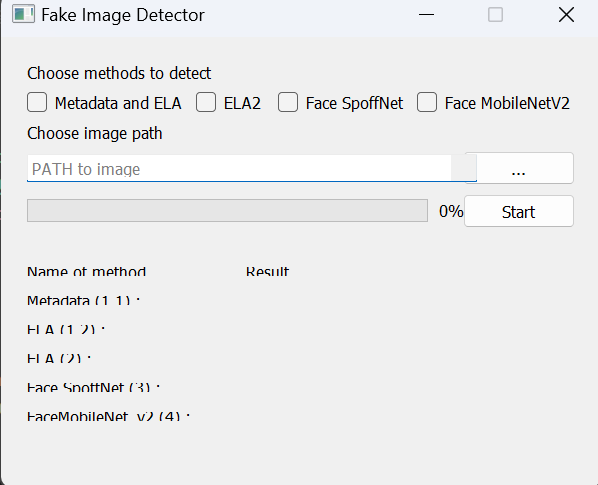 Fake Image Detector
Choose methods to detect
Metadata and ELA ELA2 Face SpoffNet Face MobileNetV2
Choose image path
PATH to image ...
0% Start
Name of method Result
Metadata (1.1) :
ELA (1.2) :
ELA (2) :
Face SpoffNet (3) :
FaceMobileNet_v2 (4) :